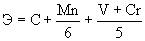 Э = C + Mn/6 + (V + Cr)/5